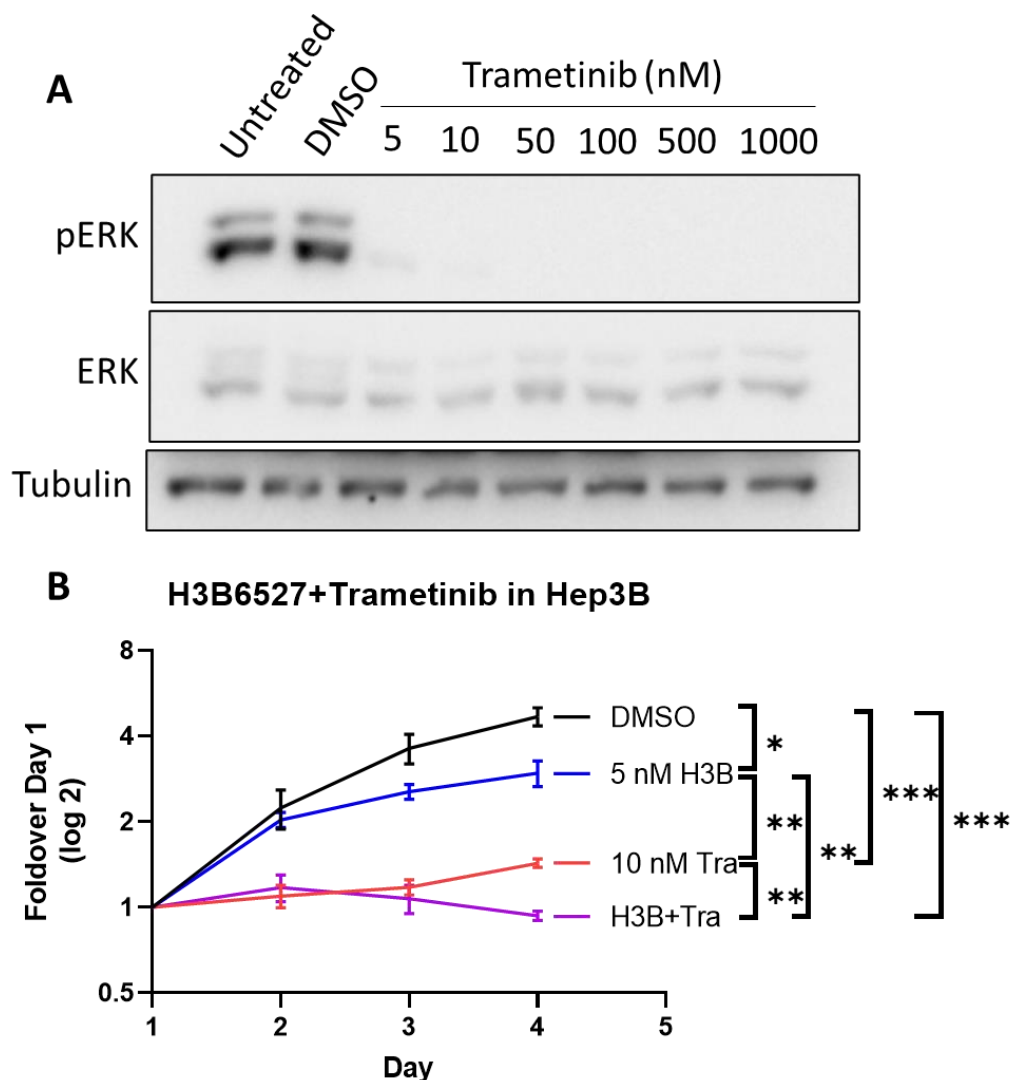 A
Untreated
DMSO
Trametinib (nM)
5 10 50 100 500 1000
pERK
ERK
Tubulin
B
H3B6527+Trametinib in Hep3B
Foldover Day 1
(log 2)
8
4
2
1
0.5
1 2 3 4 5
Day
DMSO
5 nM H3B
10 nM Tra
H3B+Tra
*
**
**
**
***
***